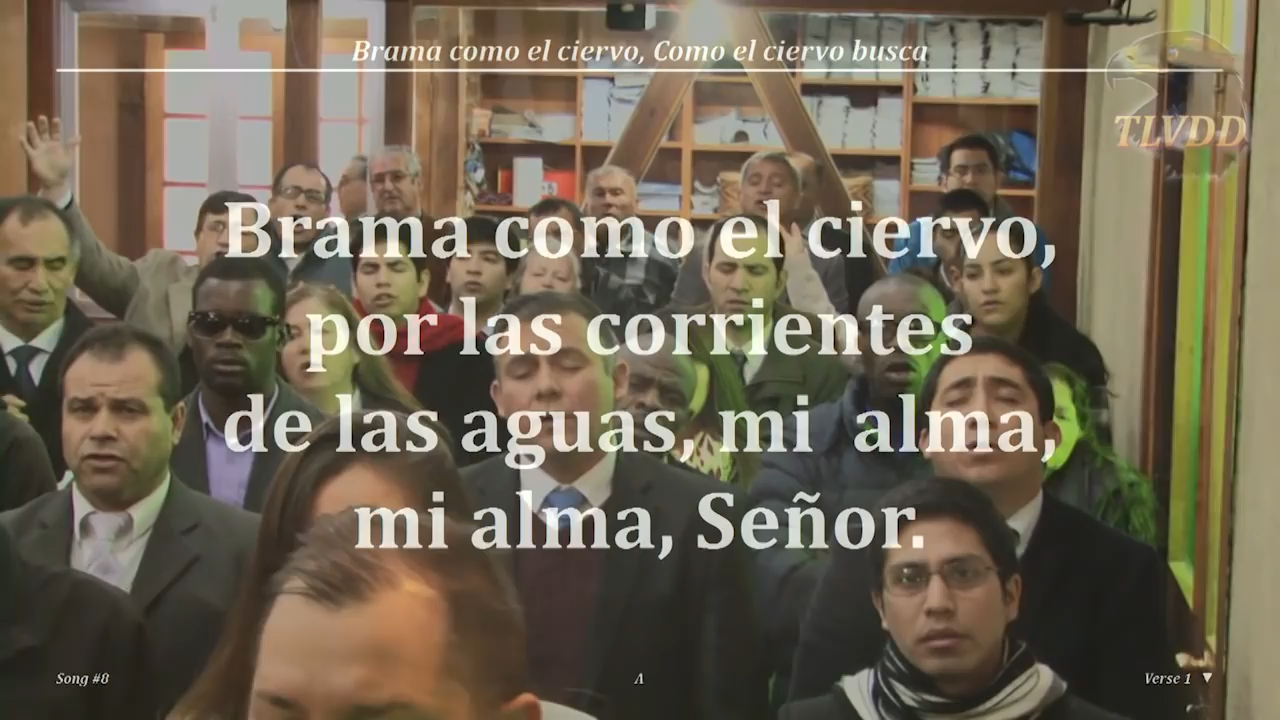 Brama como el ciervo, Como el ciervo busca
TLVDD
Brama como el ciervo,
por las corrientes
de las aguas, mi alma,
mi alma, Señor.
Song #8
Verse 1 ▼